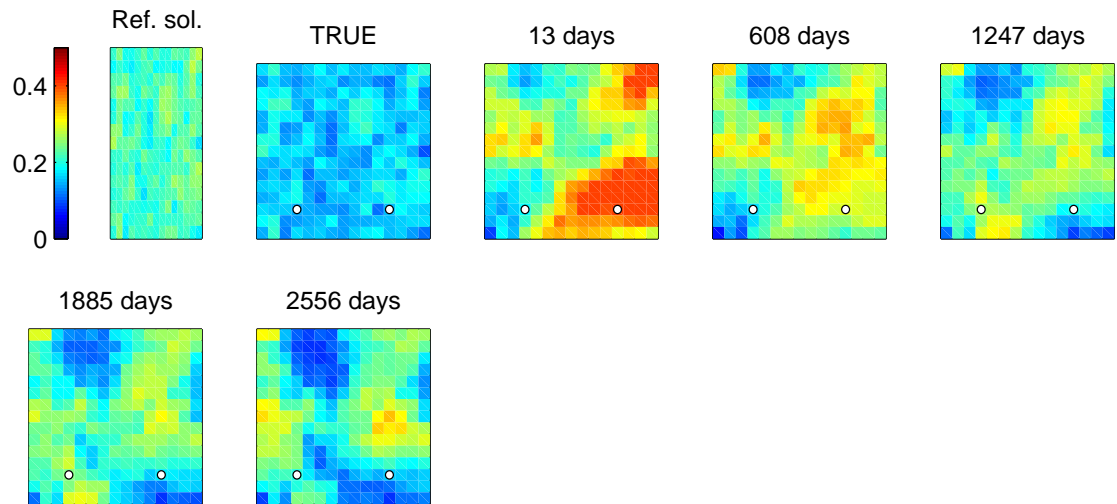 Ref. sol.
TRUE
13 days
608 days
1247 days
0.4
0.2
0
1885 days
2556 days